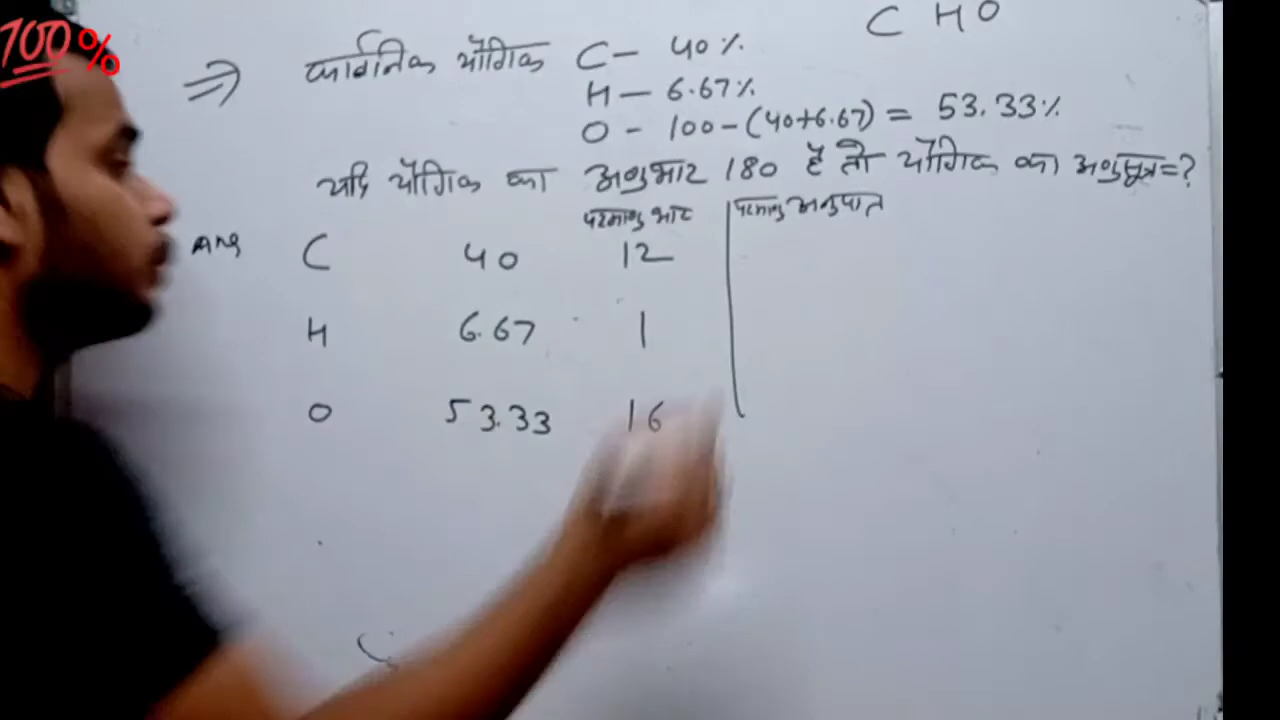 100%
C H O
⇒ कार्बनिक यौगिक C - 40%
H - 6.67%
O - 100-(40+6.67) = 53.33%
यदि यौगिक का अणुभार 180 है तो यौगिक का अणुसूत्र=?
परमाणु भार परमाणु अनुपात
Ans C 40 12
H 6.67 1
O 53.33 16